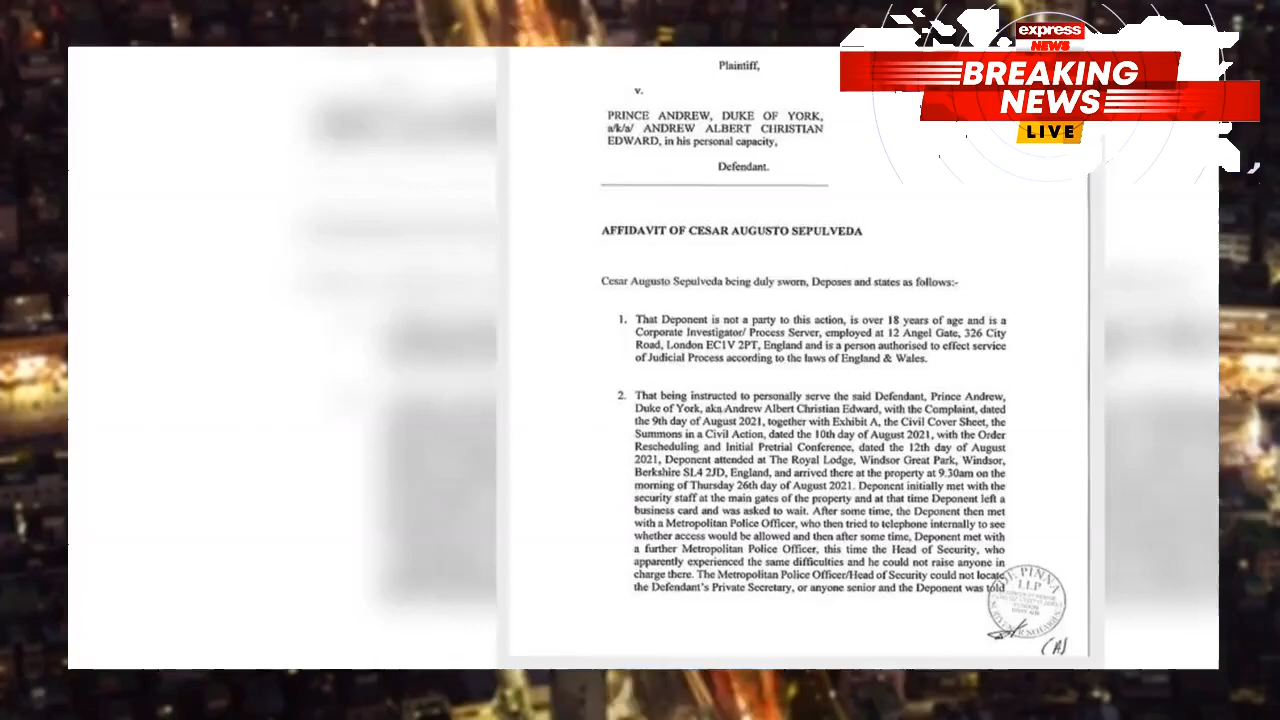 express
NEWS
BREAKING
NEWS
LIVE
Plaintiff,
v.
PRINCE ANDREW, DUKE OF YORK,
a/k/a/ ANDREW ALBERT CHRISTIAN
EDWARD, in his personal capacity,
Defendant.
AFFIDAVIT OF CESAR AUGUSTO SEPULVEDA
Cesar Augusto Sepulveda being duly sworn, Deposes and states as follows:-
1. That Deponent is not a party to this action, is over 18 years of age and is a
Corporate Investigator/ Process Server, employed at 12 Angel Gate, 326 City
Road, London EC1V 2PT, England and is a person authorised to effect service
of Judicial Process according to the laws of England & Wales.
2. That being instructed to personally serve the said Defendant, Prince Andrew,
Duke of York, aka Andrew Albert Christian Edward, with the Complaint, dated
the 9th day of August 2021, together with Exhibit A, the Civil Cover Sheet, the
Summons in a Civil Action, dated the 10th day of August 2021, with the Order
Rescheduling and Initial Pretrial Conference, dated the 12th day of August
2021, Deponent attended at The Royal Lodge, Windsor Great Park, Windsor,
Berkshire SL4 2JD, England, and arrived there at the property at 9.30am on the
morning of Thursday 26th day of August 2021. Deponent initially met with the
security staff at the main gates of the property and at that time Deponent left a
business card and was asked to wait. After some time, the Deponent then met
with a Metropolitan Police Officer, who then tried to telephone internally to see
whether access would be allowed and then after some time, Deponent met with
a further Metropolitan Police Officer, this time the Head of Security, who
apparently experienced the same difficulties and he could not raise anyone in
charge there. The Metropolitan Police Officer/Head of Security could not locate
the Defendant's Private Secretary, or anyone senior and the Deponent was told
PINNA
LLP